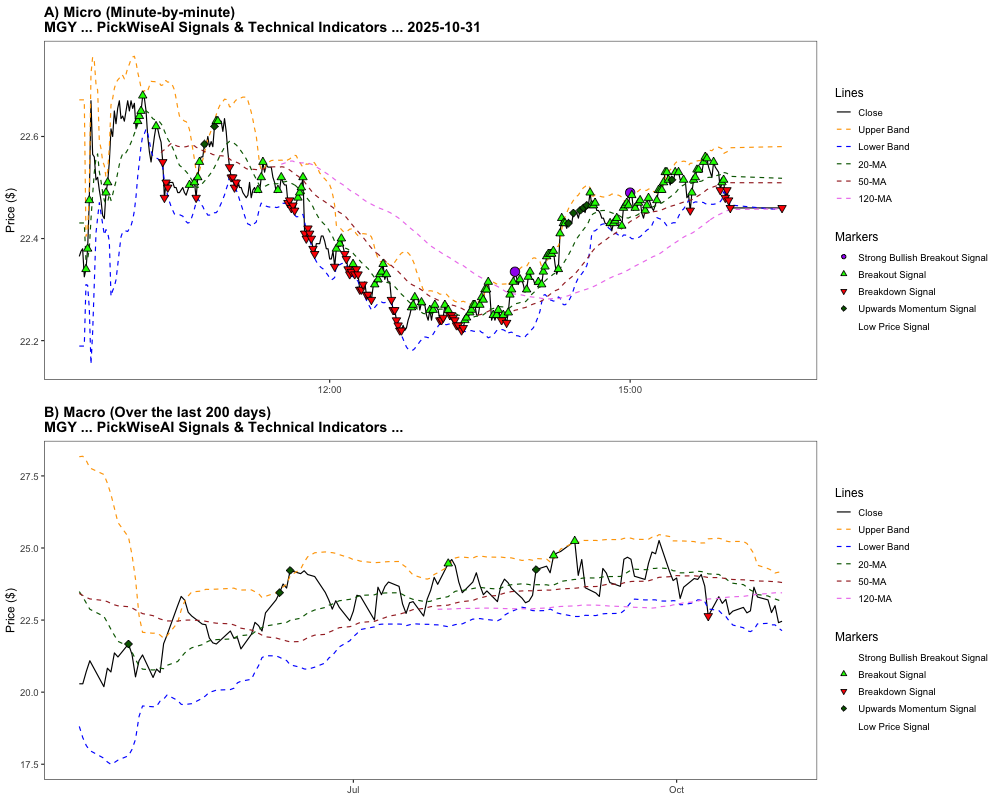 A) Micro (Minute-by-minute)
MGY ... PickWiseAI Signals & Technical Indicators ... 2025-10-31
Price ($)
22.6
22.4
22.2
12:00
15:00
Lines
Close
Upper Band
Lower Band
20-MA
50-MA
120-MA
Markers
Strong Bullish Breakout Signal
Breakout Signal
Breakdown Signal
Upwards Momentum Signal
Low Price Signal
B) Macro (Over the last 200 days)
MGY ... PickWiseAI Signals & Technical Indicators ...
Price ($)
27.5
25.0
22.5
20.0
17.5
Jul
Oct
Lines
Close
Upper Band
Lower Band
20-MA
50-MA
120-MA
Markers
Strong Bullish Breakout Signal
Breakout Signal
Breakdown Signal
Upwards Momentum Signal
Low Price Signal